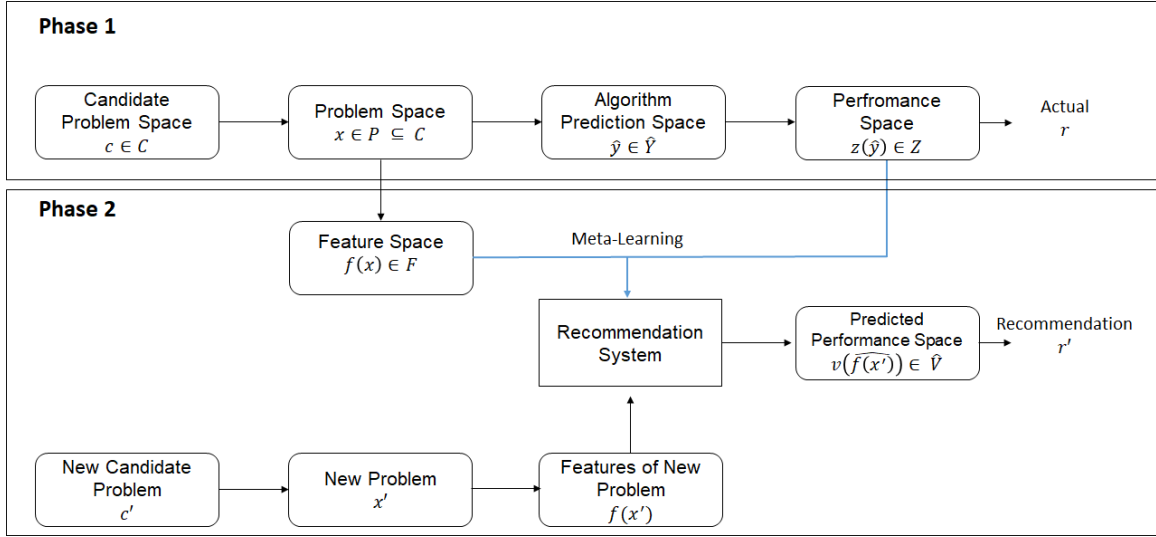 Phase 1
Candidate
Problem Space
c ∈ C
Problem Space
x ∈ P ⊆ C
Algorithm
Prediction Space
ŷ ∈ Ŷ
Perfromance
Space
z(ŷ) ∈ Z
Actual
r
Phase 2
Feature Space
f(x) ∈ F
Meta-Learning
Recommendation
System
Predicted
Performance Space
v(f(x′)̂) ∈ V̂
Recommendation
r′
New Candidate
Problem
c′
New Problem
x′
Features of New
Problem
f(x′)